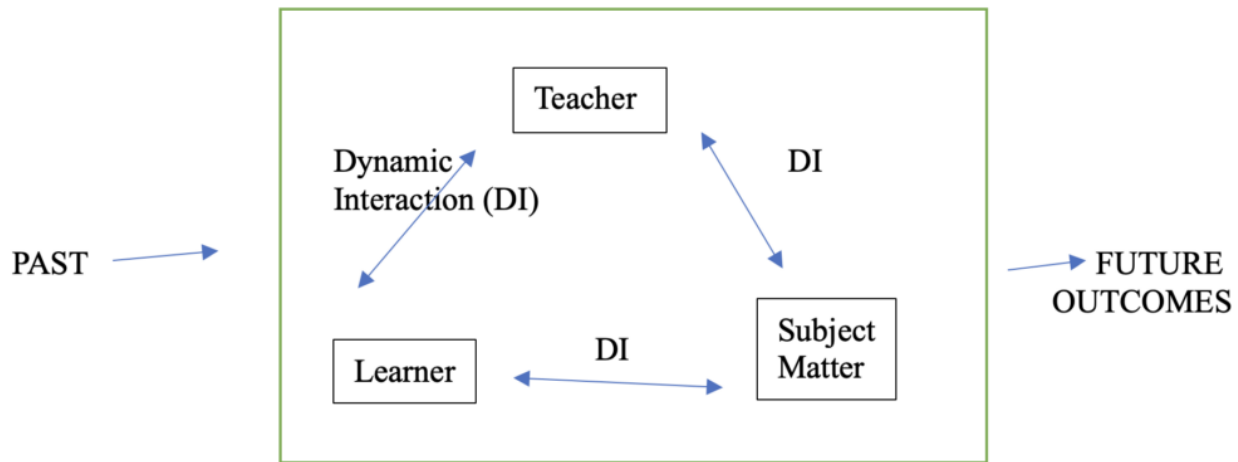 Teacher
Dynamic
Interaction (DI)
DI
PAST
FUTURE
OUTCOMES
Learner
DI
Subject
Matter